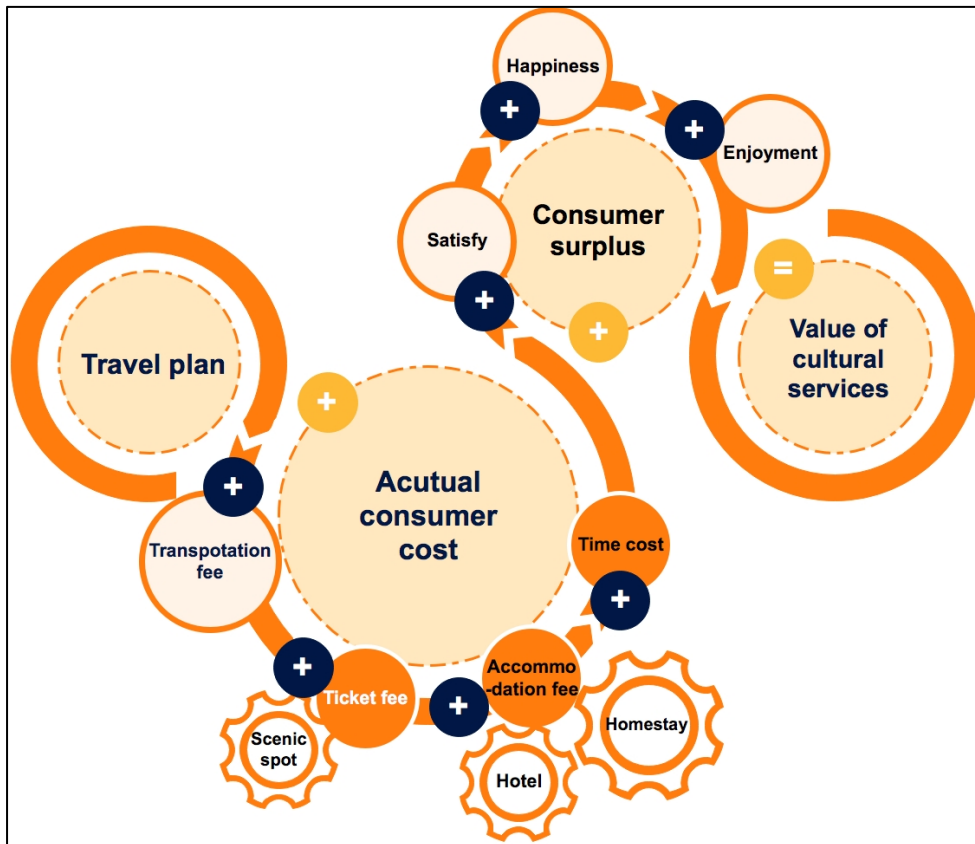 Happiness
+
+
Enjoyment
Satisfy
Consumer
surplus
+
+
=
Value of
cultural
services
Travel plan
+
Acutual
consumer
cost
+
Transpotation
fee
Time cost
+
+
Ticket fee
+
Accommo
-dation fee
Scenic
spot
Hotel
Homestay